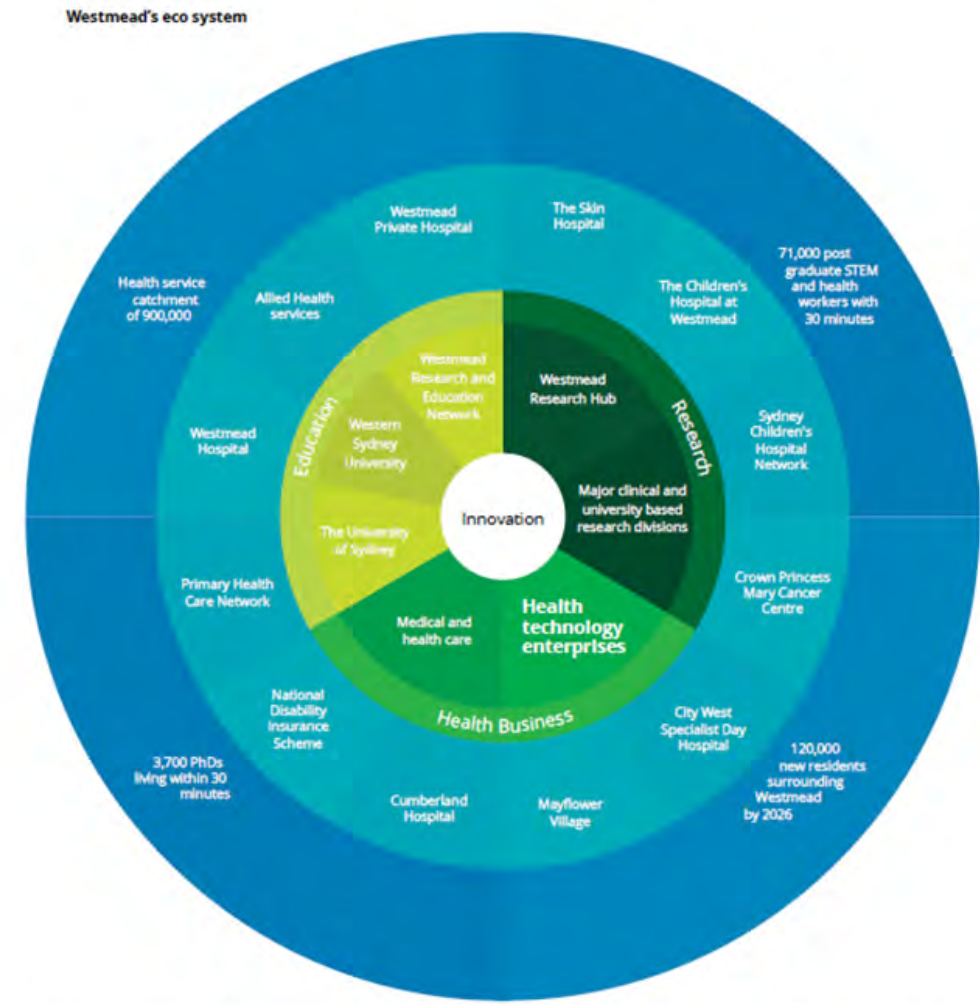 Westmead's eco system
Westmead
Private Hospital
The Skin
Hospital
Health service
catchment
of 900,000
Allied Health
services
The Children's
Hospital at
Westmead
71,000 post
graduate STEM
and health
workers with
30 minutes
Westmead
Research and
Education
Network
Westmead
Research Hub
Education
Research
Westmead
Hospital
Western
Sydney
University
Sydney
Children's
Hospital
Network
Innovation
Major clinical and
university based
research divisions
The University
of Sydney
Primary Health
Care Network
Crown Princess
Mary Cancer
Centre
Medical and
health care
Health
technology
enterprises
Health Business
National
Disability
Insurance
Scheme
City West
Specialist Day
Hospital
3,700 PhDs
living within 30
minutes
120,000
new residents
surrounding
Westmead
by 2026
Cumberland
Hospital
Mayflower
Village